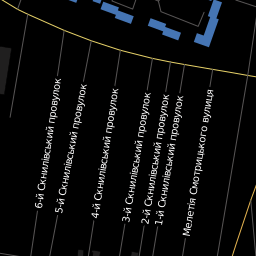 6-й Скнилівський провулок
5-й Скнилівський провулок
4-й Скнилівський провулок
3-й Скнилівський провулок
2-й Скнилівський провулок
1-й Скнилівський провулок
Мелетія Смотрицького вулиця